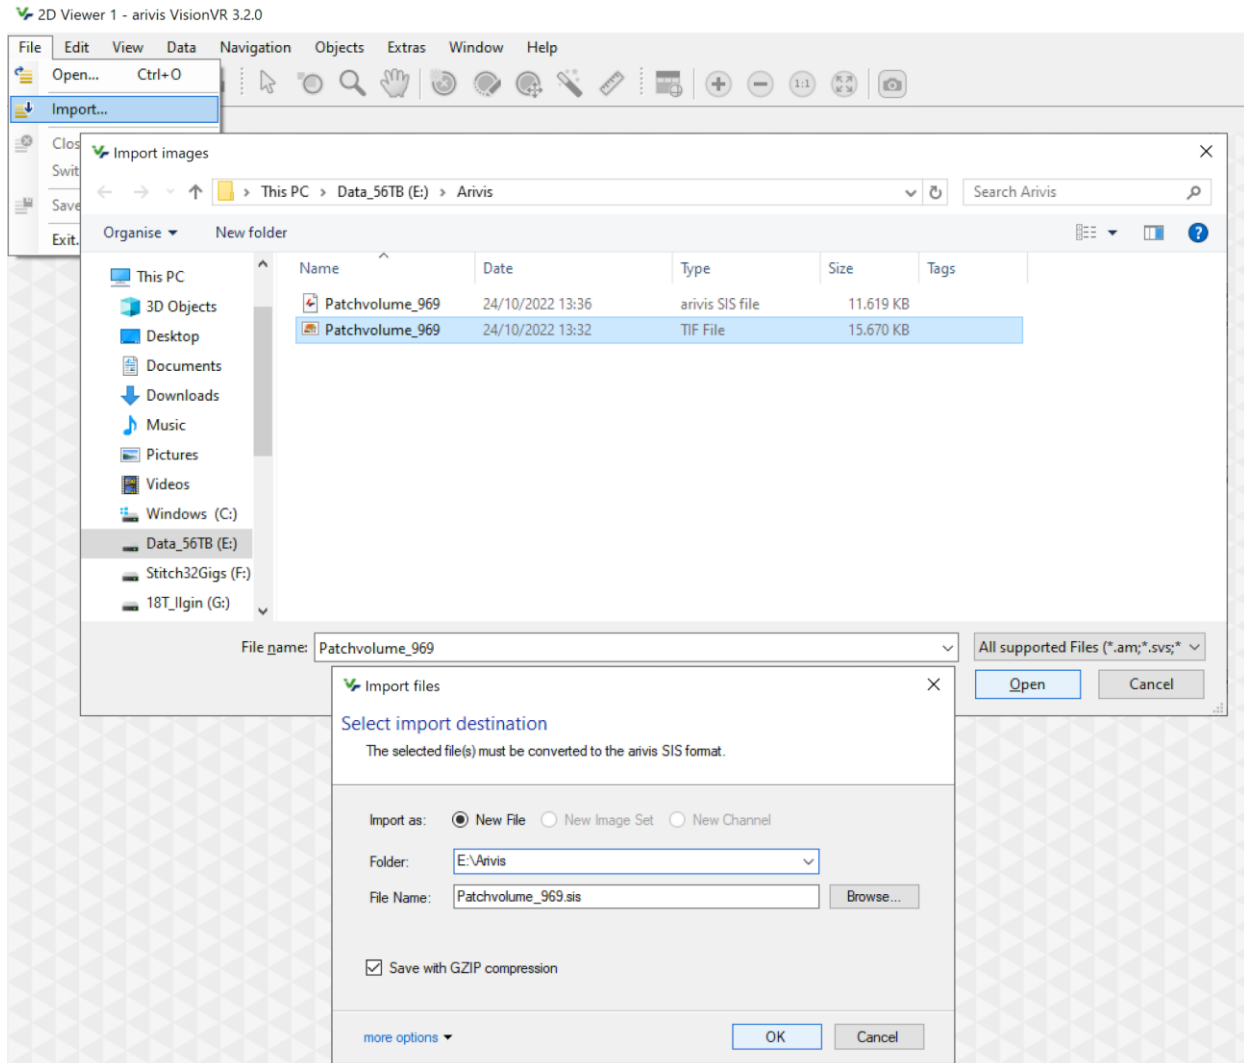 2D Viewer 1 - arivis VisionVR 3.2.0
File Edit View Data Navigation Objects Extras Window Help
Open... Ctrl+O
1:1
Import...
Clos
Swit
Save
Exit.
Import images
This PC > Data_56TB (E:) > Arivis
Search Arivis
Organise New folder
?
Name Date Type Size Tags
Patchvolume_969 24/10/2022 13:36 arivis SIS file 11.619 KB
Patchvolume_969 24/10/2022 13:32 TIF File 15.670 KB
This PC
3D Objects
Desktop
Documents
Downloads
Music
Pictures
Videos
Windows (C:)
Data_56TB (E:)
Stitch32Gigs (F:)
18T_Ilgin (G:)
File name: Patchvolume_969 All supported Files (*.am;*.svs;*
Open Cancel
Import files
Select import destination
The selected file(s) must be converted to the arivis SIS format.
Import as: New File New Image Set New Channel
Folder: E:\Arivis
File Name: Patchvolume_969.sis Browse...
Save with GZIP compression
more options OK Cancel